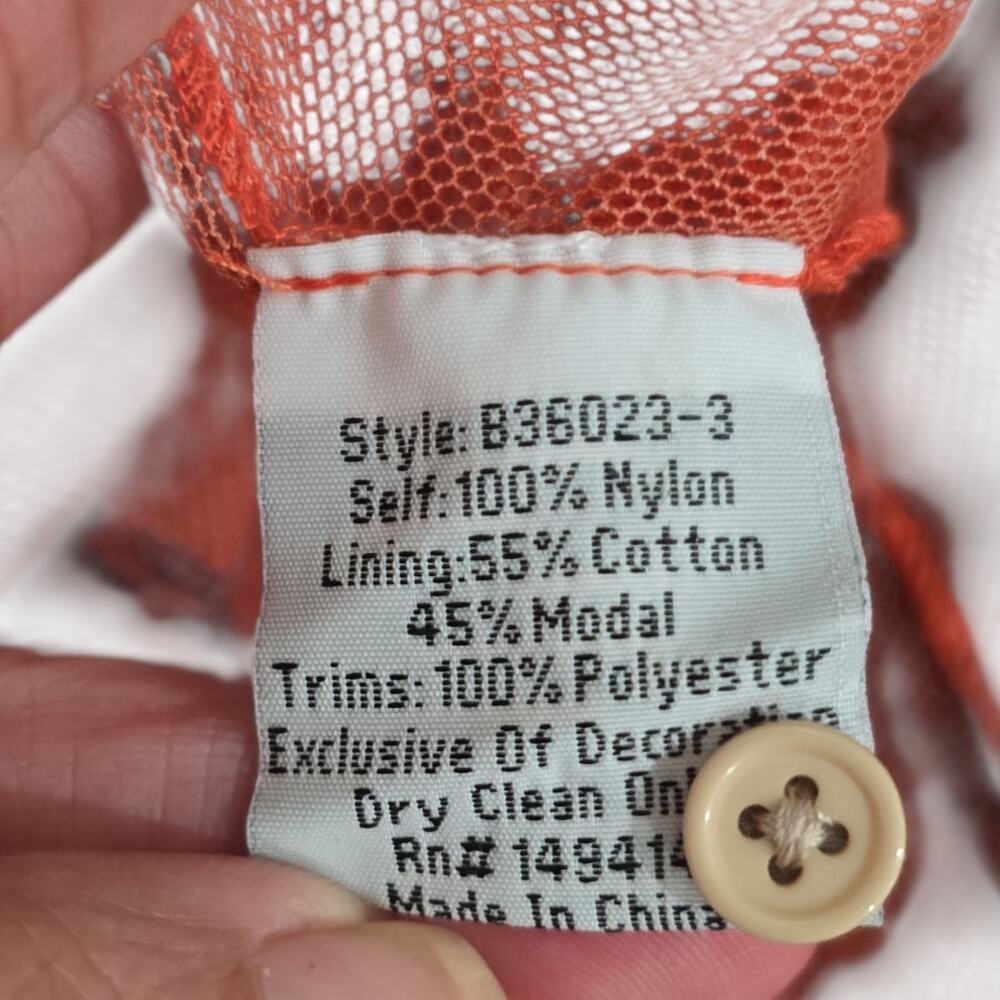 Style: B36023-3
Self:100% Nylon
Lining:55% Cotton
45% Modal
Trims:100% Polyester
Exclusive Of Decoration
Dry Clean
Rn#
Made In China